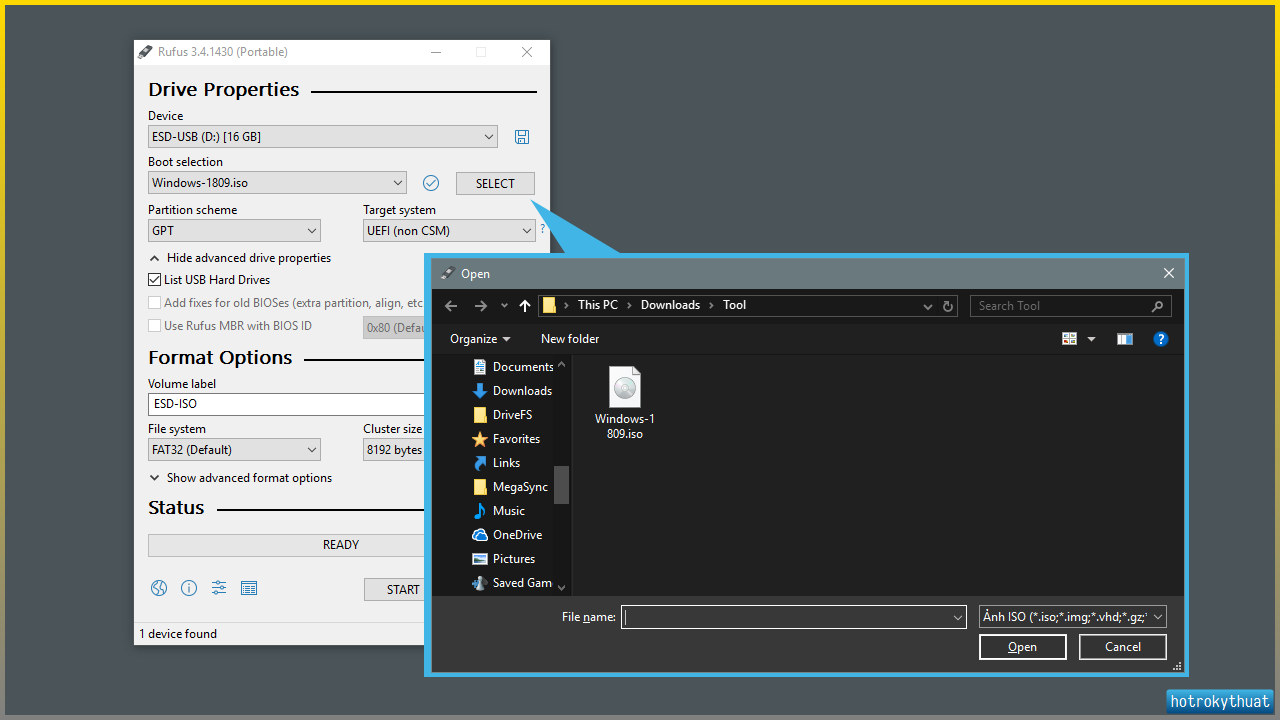 Rufus 3.4.1430 (Portable)
Drive Properties
Device
ESD-USB (D:) [16 GB]
Boot selection
Windows-1809.iso
SELECT
Partition scheme
Target system
GPT
UEFI (non CSM)
?
Hide advanced drive properties
List USB Hard Drives
Add fixes for old BIOSes (extra partition, align, etc
Use Rufus MBR with BIOS ID
0x80 (Defau
Format Options
Volume label
ESD-ISO
File system
Cluster size
FAT32 (Default)
8192 bytes
Show advanced format options
Status
READY
START
1 device found
Open
This PC
Downloads
Tool
Search Tool
Organize
New folder
?
Documents
Downloads
DriveFS
Favorites
Links
MegaSync
Music
OneDrive
Pictures
Saved Gam
Windows-1
809.iso
File name:
Ảnh ISO (*.iso;*.img;*.vhd;*.gz;*
Open
Cancel
hotrokythuat